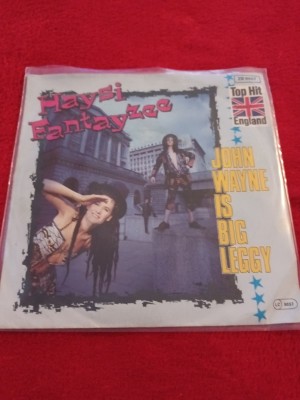 Haysi
Fantayzee
Top Hit
England
JOHN
WAYNE
IS
BIG
LEGGY